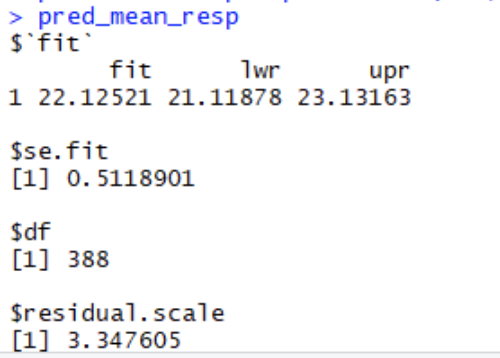 > pred_mean_resp
$`fit`
fit lwr upr
1 22.12521 21.11878 23.13163
$se.fit
[1] 0.5118901
$df
[1] 388
$residual.scale
[1] 3.347605